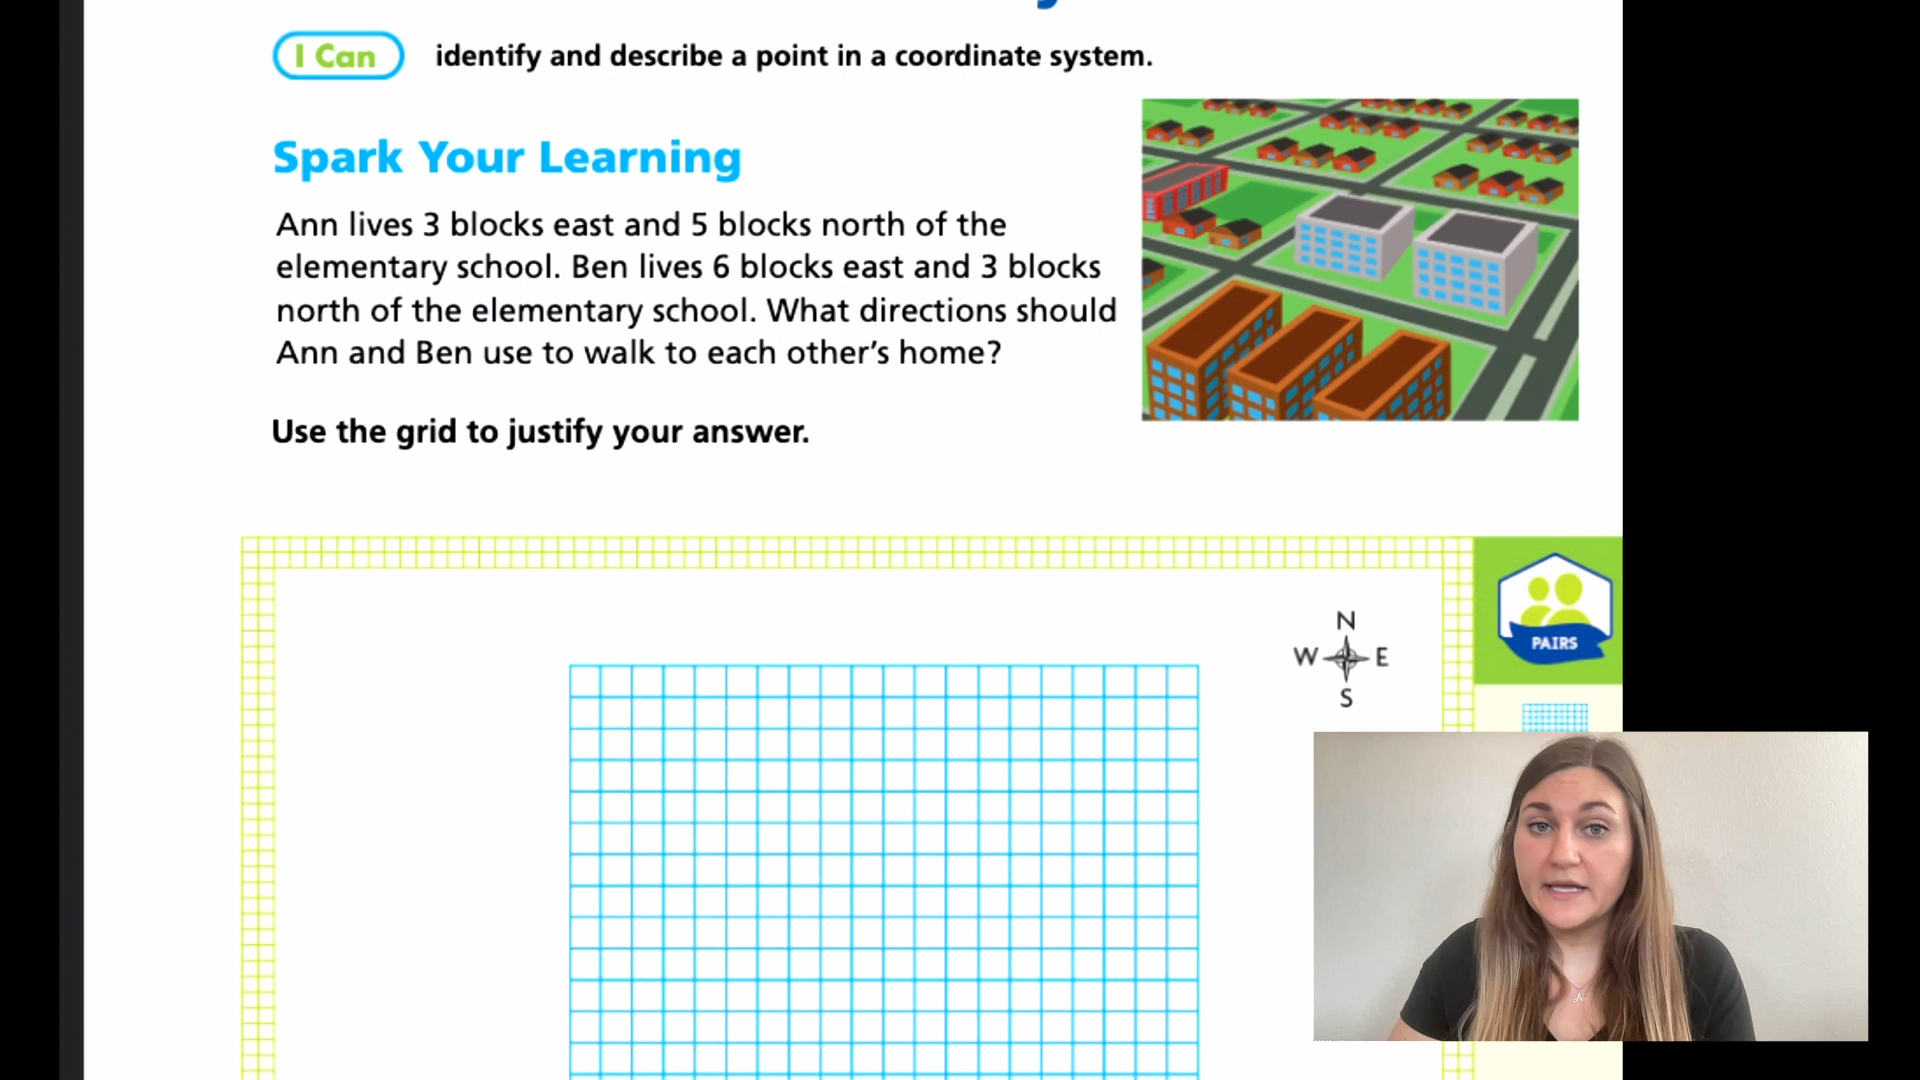 I Can identify and describe a point in a coordinate system.
Spark Your Learning
Ann lives 3 blocks east and 5 blocks north of the
elementary school. Ben lives 6 blocks east and 3 blocks
north of the elementary school. What directions should
Ann and Ben use to walk to each other’s home?
Use the grid to justify your answer.
N
W E
S
PAIRS